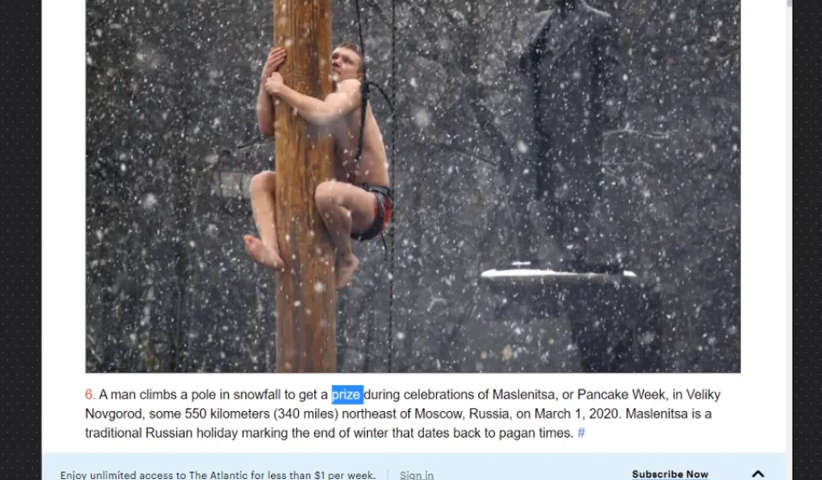 6. A man climbs a pole in snowfall to get a prize during celebrations of Maslenitsa, or Pancake Week, in Veliky
Novgorod, some 550 kilometers (340 miles) northeast of Moscow, Russia, on March 1, 2020. Maslenitsa is a
traditional Russian holiday marking the end of winter that dates back to pagan times. #
Enjoy unlimited access to The Atlantic for less than $1 per week. Sign in Subscribe Now